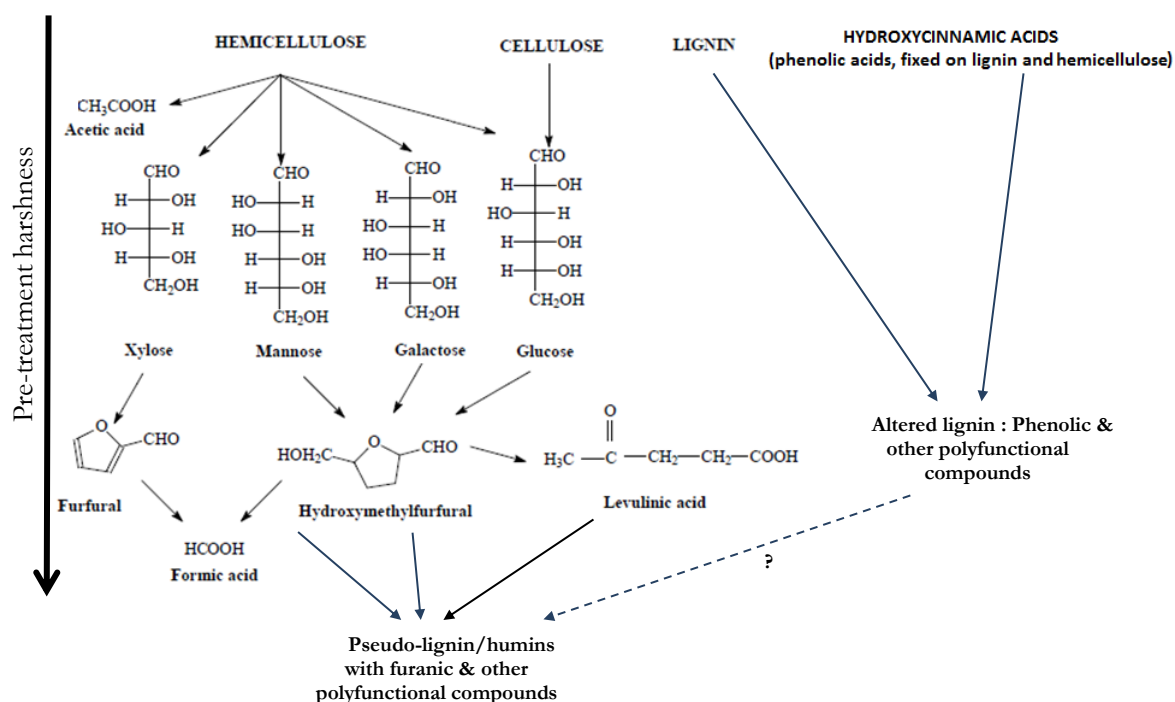 Pre-treatment harshness
HEMICELLULOSE
CELLULOSE
LIGNIN
HYDROXYCINNAMIC ACIDS
(phenolic acids, fixed on lignin and hemicellulose)
CH₃COOH
Acetic acid
CHO
H OH
HO H
H OH
CH₂OH
Xylose
CHO
HO H
HO H
H OH
H OH
CH₂OH
Mannose
CHO
H OH
HO H
HO H
H OH
CH₂OH
Galactose
CHO
H OH
HO H
H OH
H OH
CH₂OH
Glucose
O
CHO
Furfural
HOH₂C
O
CHO
Hydroxymethylfurfural
O
H₃C—C—CH₂—CH₂—COOH
Levulinic acid
HCOOH
Formic acid
Altered lignin : Phenolic &
other polyfunctional
compounds
?
Pseudo-lignin/humins
with furanic & other
polyfunctional compounds